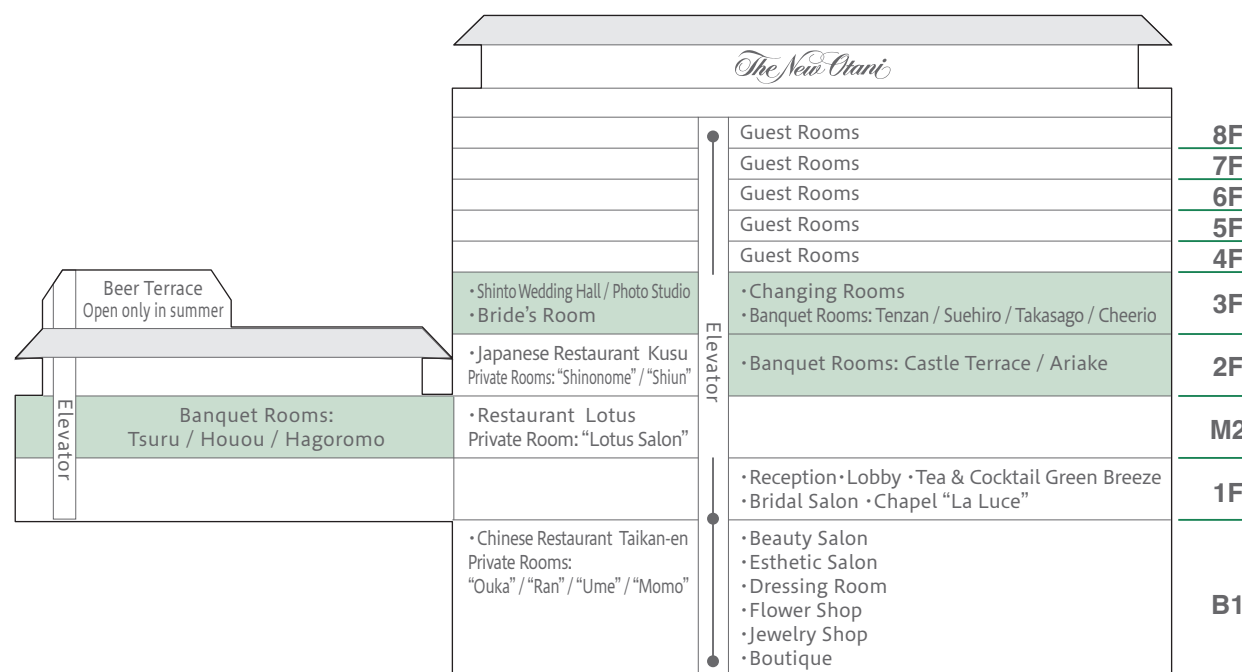 The New Otani
Guest Rooms
8F
Guest Rooms
7F
Guest Rooms
6F
Guest Rooms
5F
Guest Rooms
4F
Beer Terrace
Open only in summer
・Shinto Wedding Hall / Photo Studio
・Bride's Room
・Changing Rooms
・Banquet Rooms: Tenzan / Suehiro / Takasago / Cheerio
3F
Elevator
・Japanese Restaurant Kusu
Private Rooms: “Shinonome” / “Shiun”
・Banquet Rooms: Castle Terrace / Ariake
2F
Elevator
Banquet Rooms:
Tsuru / Houou / Hagoromo
・Restaurant Lotus
Private Room: “Lotus Salon”
M2
・Reception・Lobby ・Tea & Cocktail Green Breeze
・Bridal Salon ・Chapel “La Luce”
1F
・Chinese Restaurant Taikan-en
Private Rooms:
“Ouka” / “Ran” / “Ume” / “Momo”
・Beauty Salon
・Esthetic Salon
・Dressing Room
・Flower Shop
・Jewelry Shop
・Boutique
B1